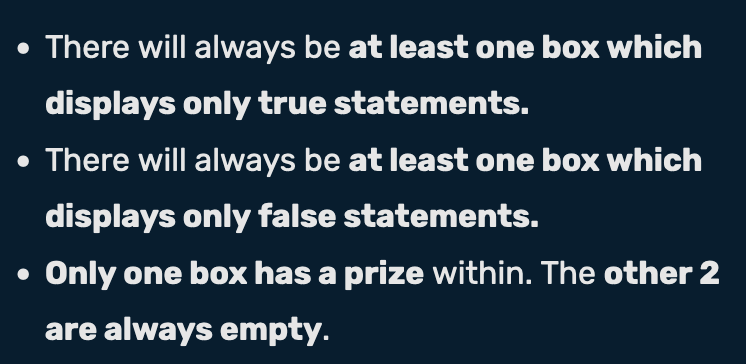 • There will always be at least one box which
displays only true statements.
• There will always be at least one box which
displays only false statements.
• Only one box has a prize within. The other 2
are always empty.